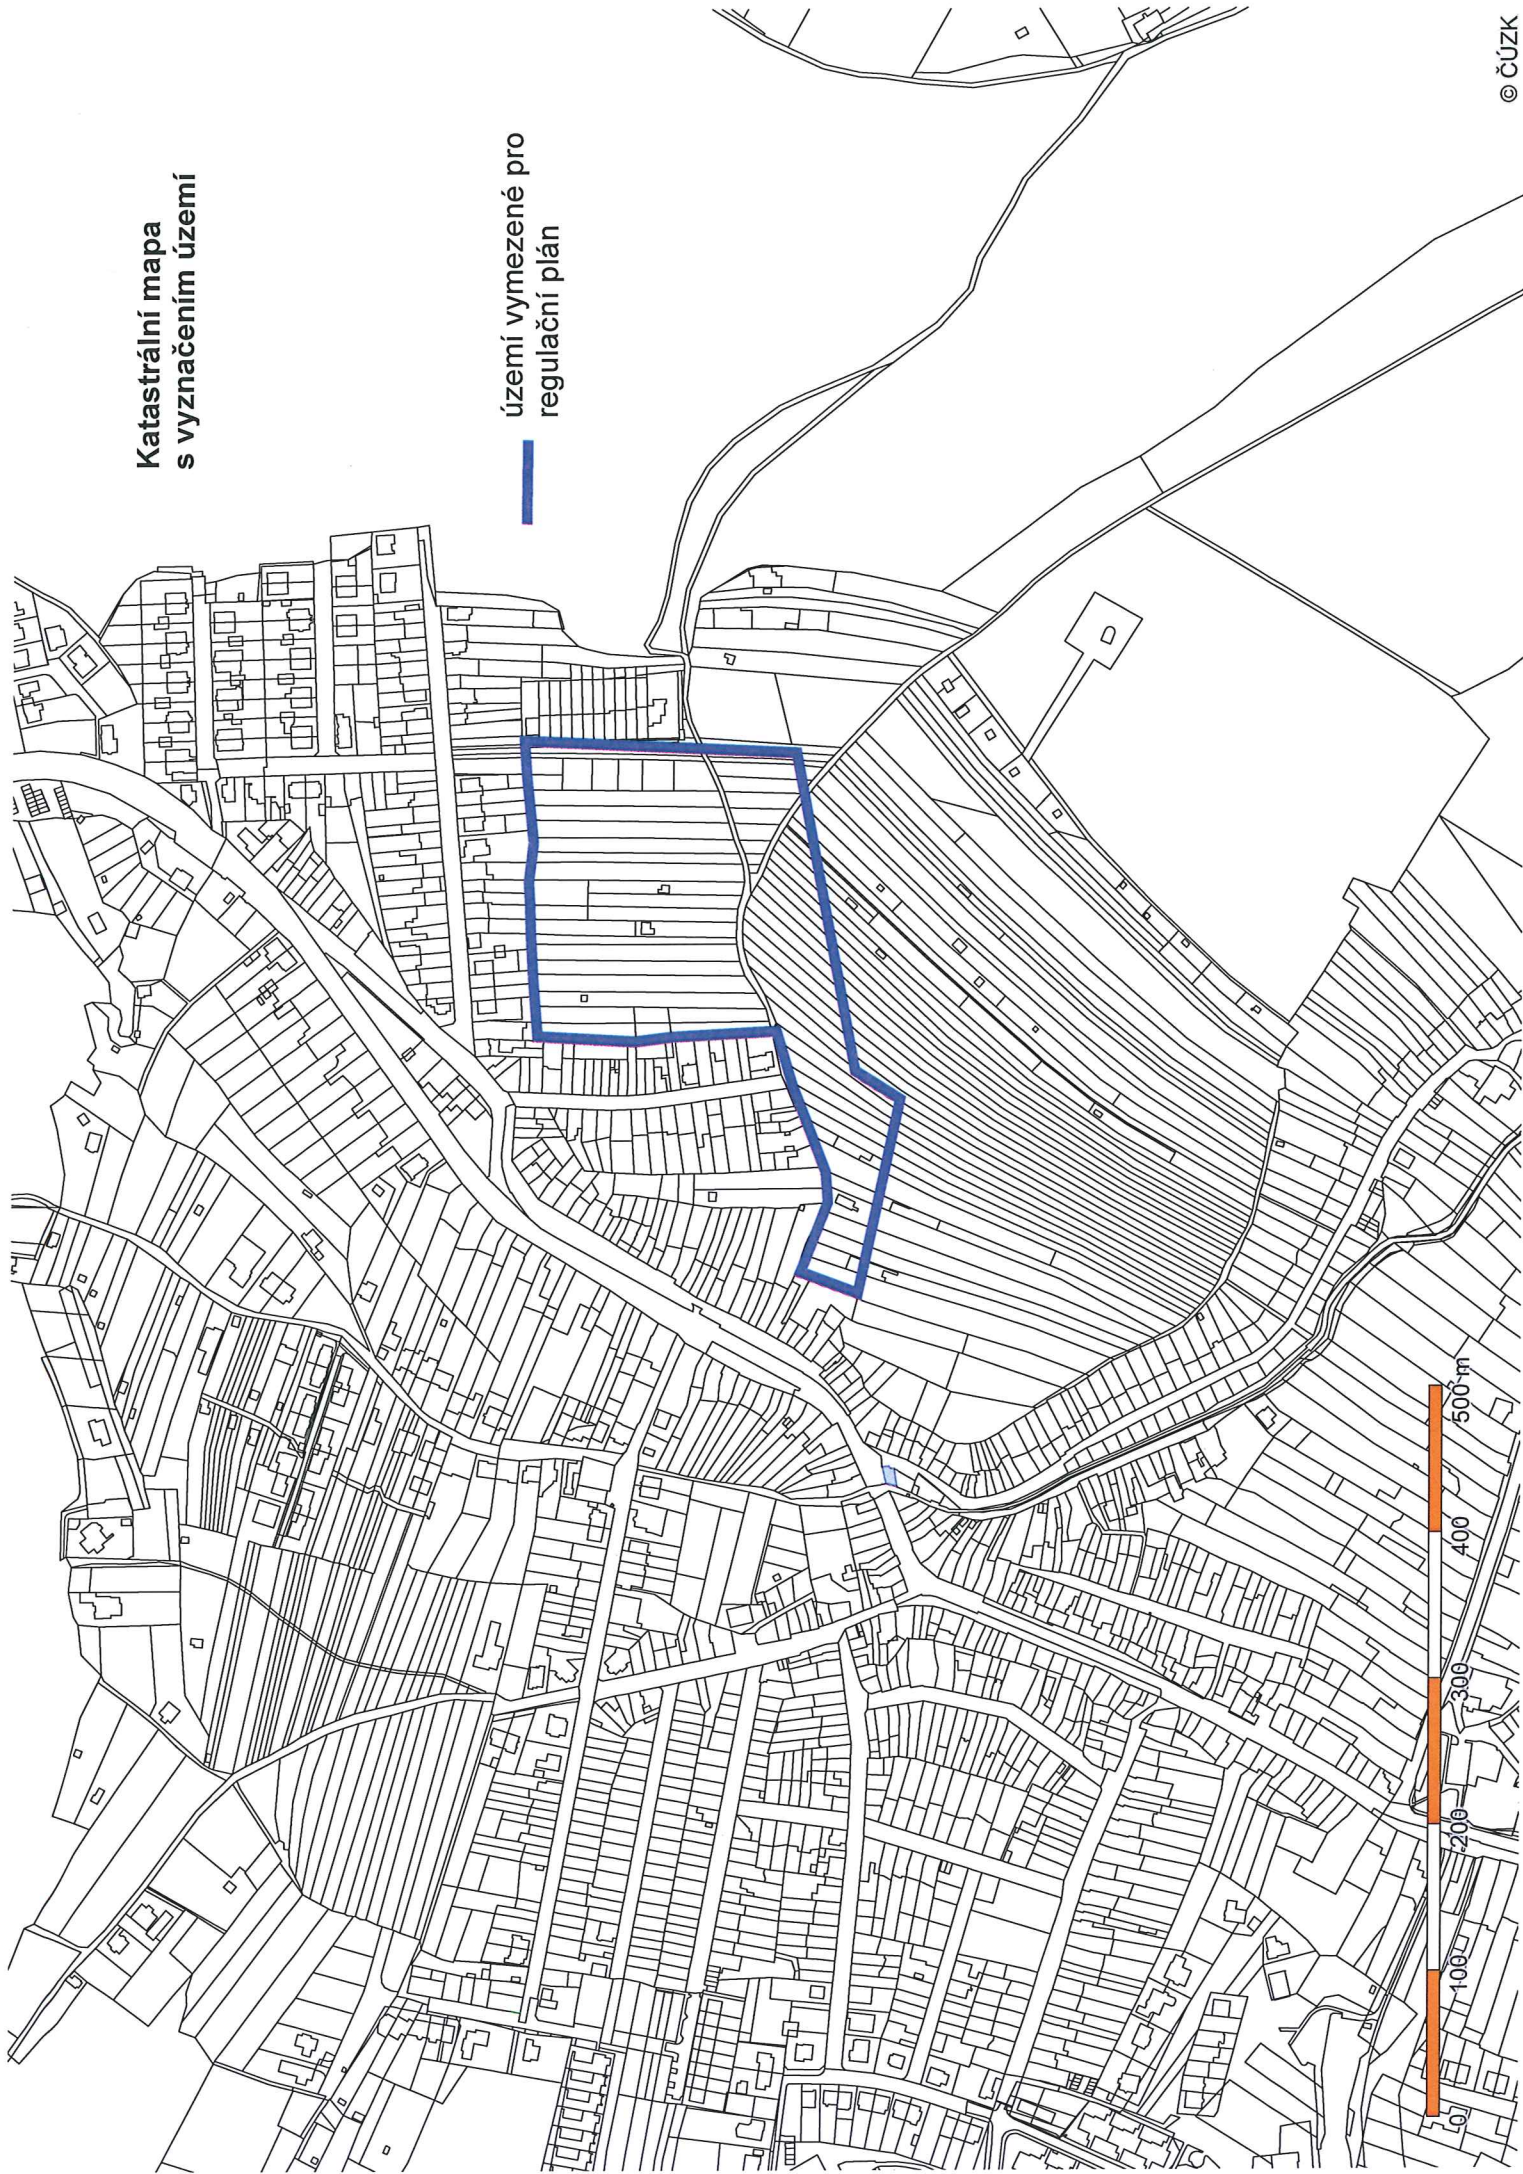 Katastrální mapa
s vyznačením území
území vymezené pro
regulační plán
0 100 200 300 400 500 m
© ČÚZK